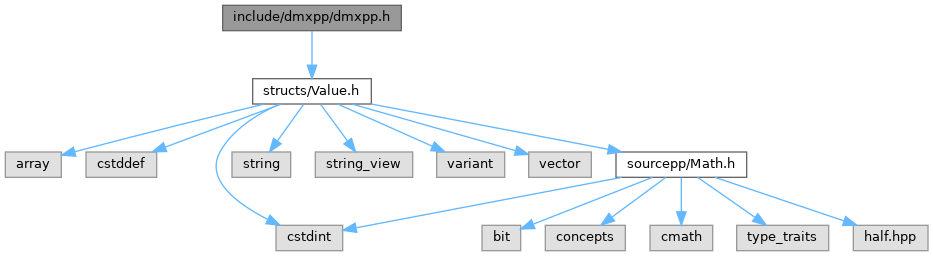 include/dmxpp/dmxpp.h
structs/Value.h
array
cstddef
string
string_view
variant
vector
sourcepp/Math.h
cstdint
bit
concepts
cmath
type_traits
half.hpp